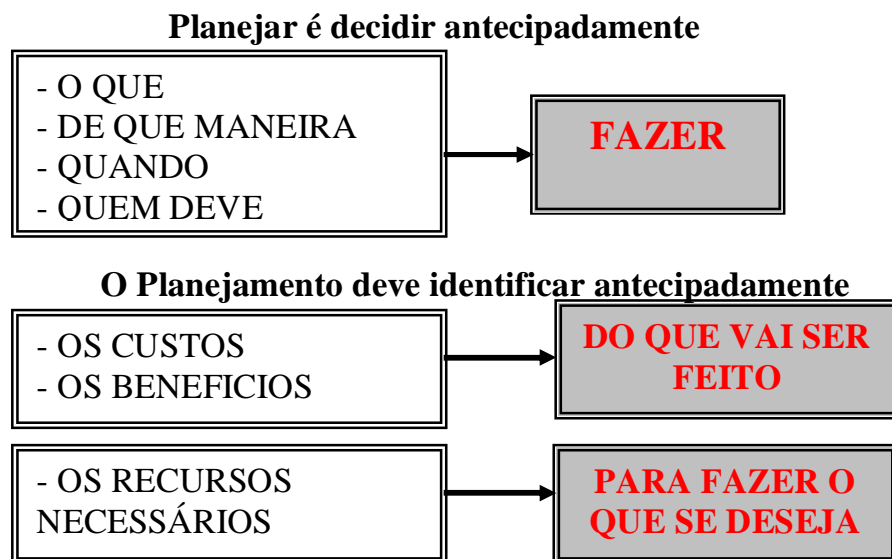 Planejar é decidir antecipadamente
- O QUE
- DE QUE MANEIRA
- QUANDO
- QUEM DEVE
FAZER
O Planejamento deve identificar antecipadamente
- OS CUSTOS
- OS BENEFICIOS
DO QUE VAI SER
FEITO
- OS RECURSOS
NECESSÁRIOS
PARA FAZER O
QUE SE DESEJA